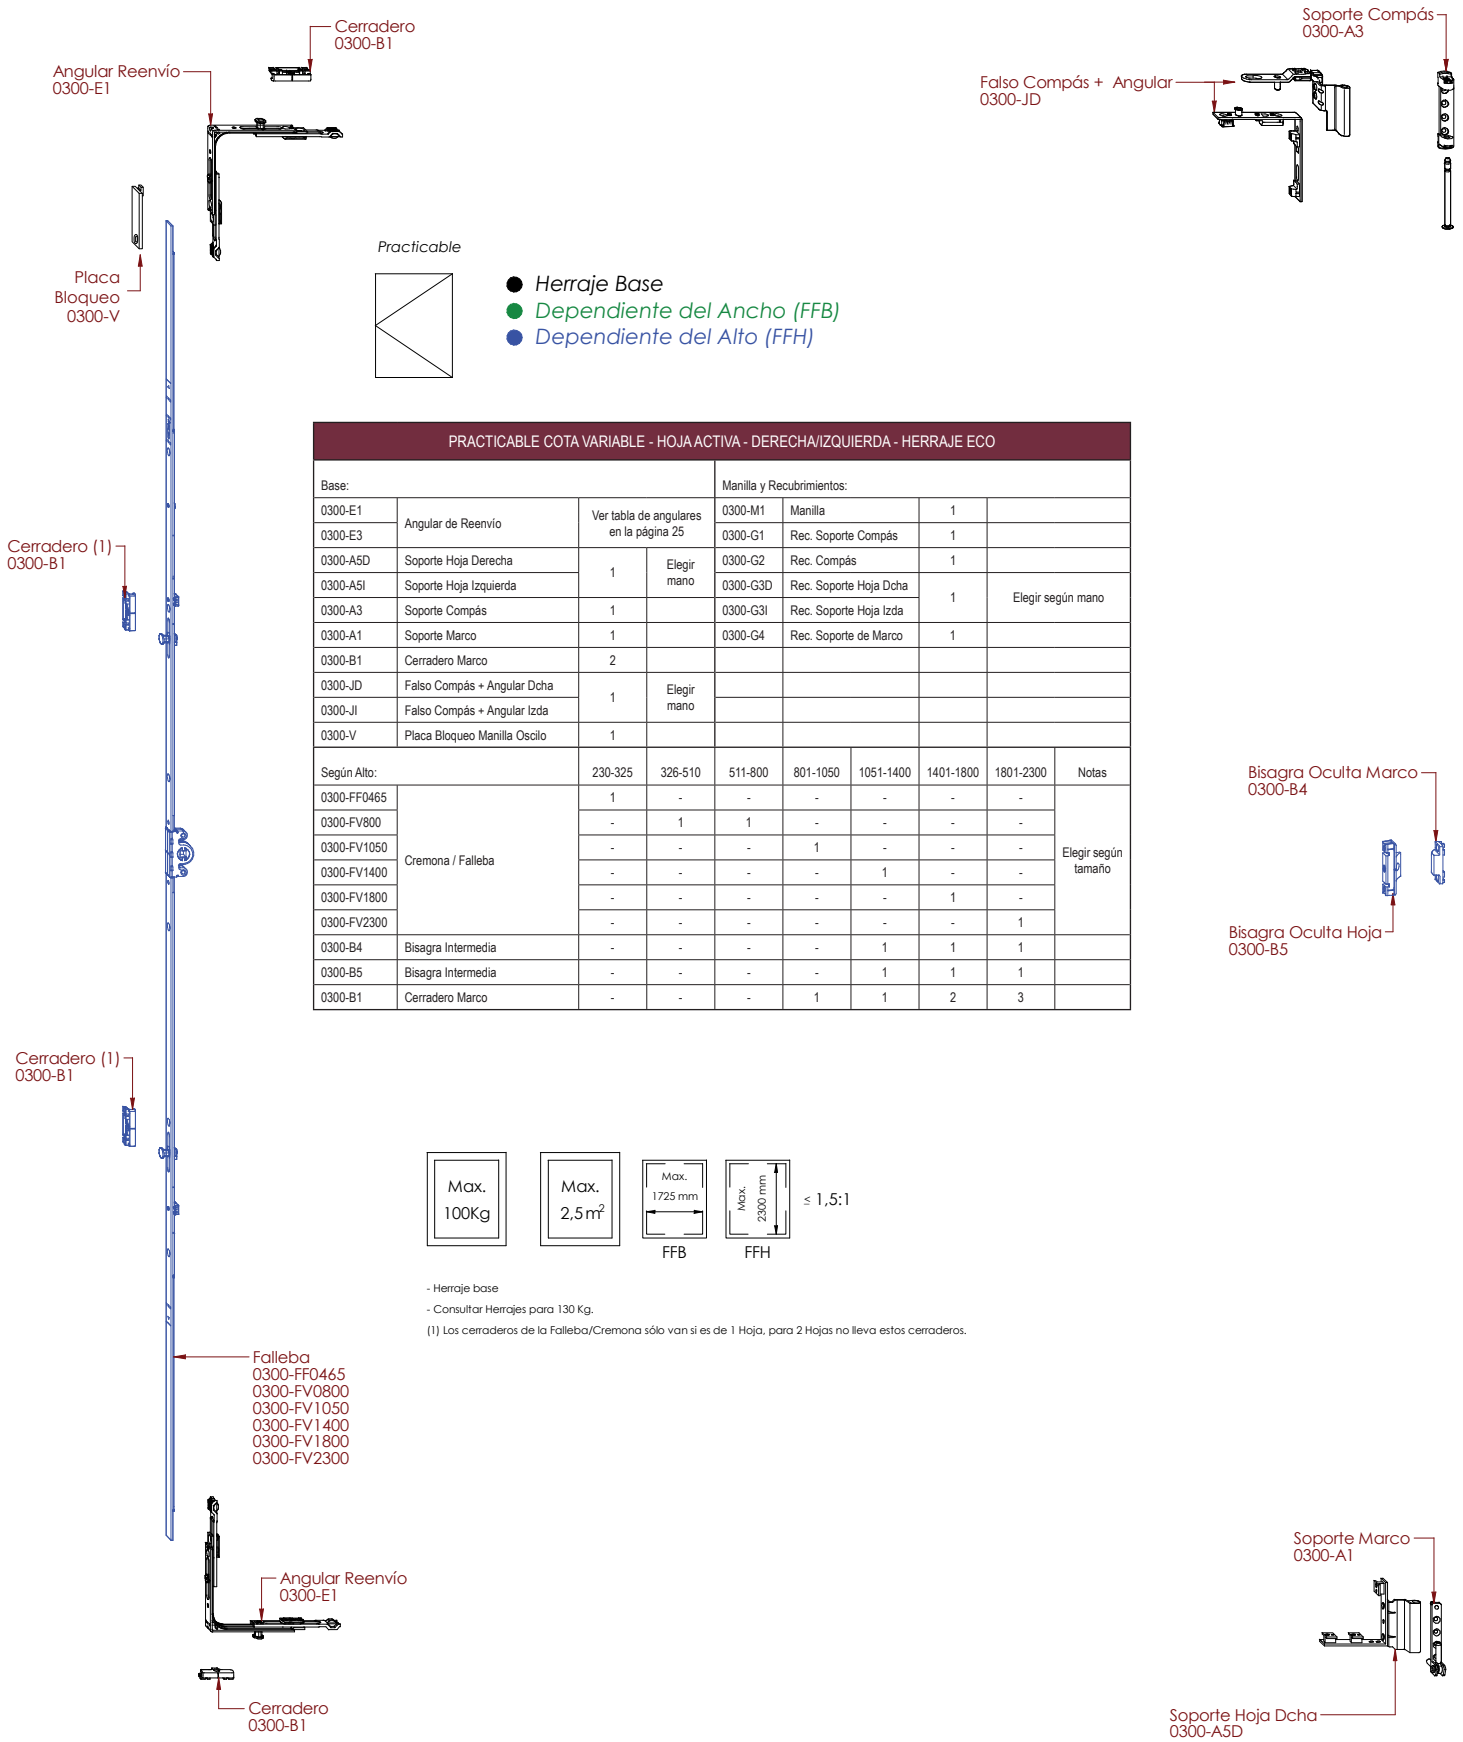 Cerradero
0300-B1
Soporte Compás
0300-A3
Angular Reenvío
0300-E1
Falso Compás + Angular
0300-JD
Placa
Bloqueo
0300-V
Practicable
Herraje Base
Dependiente del Ancho (FFB)
Dependiente del Alto (FFH)
PRACTICABLE COTA VARIABLE - HOJA ACTIVA - DERECHA/IZQUIERDA - HERRAJE ECO
Base: Manilla y Recubrimientos:
0300-E1 Angular de Reenvío Ver tabla de angulares en la página 25 0300-M1 Manilla 1
0300-E3 0300-G1 Rec. Soporte Compás 1
0300-A5D Soporte Hoja Derecha 1 Elegir mano 0300-G2 Rec. Compás 1
0300-A5I Soporte Hoja Izquierda 0300-G3D Rec. Soporte Hoja Dcha 1 Elegir según mano
0300-A3 Soporte Compás 1 0300-G3I Rec. Soporte Hoja Izda
0300-A1 Soporte Marco 1 0300-G4 Rec. Soporte de Marco 1
0300-B1 Cerradero Marco 2
0300-JD Falso Compás + Angular Dcha 1 Elegir mano
0300-JI Falso Compás + Angular Izda
0300-V Placa Bloqueo Manilla Oscilo 1
Según Alto: 230-325 326-510 511-800 801-1050 1051-1400 1401-1800 1801-2300 Notas
0300-FF0465 Cremona / Falleba 1 - - - - - - Elegir según tamaño
0300-FV800 - 1 1 - - - -
0300-FV1050 - - - 1 - - -
0300-FV1400 - - - - 1 - -
0300-FV1800 - - - - - 1 -
0300-FV2300 - - - - - - 1
0300-B4 Bisagra Intermedia - - - - 1 1 1
0300-B5 Bisagra Intermedia - - - - 1 1 1
0300-B1 Cerradero Marco - - - 1 1 2 3
Cerradero (1)
0300-B1
Bisagra Oculta Marco
0300-B4
Bisagra Oculta Hoja
0300-B5
Cerradero (1)
0300-B1
Max.
100Kg
Max.
2,5 m²
Max.
1725 mm
FFB
Max.
2300 mm
FFH
≤ 1,5:1
- Herraje base
- Consultar Herrajes para 130 Kg.
(1) Los cerraderos de la Falleba/Cremona sólo van si es de 1 Hoja, para 2 Hojas no lleva estos cerraderos.
Falleba
0300-FF0465
0300-FV0800
0300-FV1050
0300-FV1400
0300-FV1800
0300-FV2300
Angular Reenvío
0300-E1
Cerradero
0300-B1
Soporte Marco
0300-A1
Soporte Hoja Dcha
0300-A5D